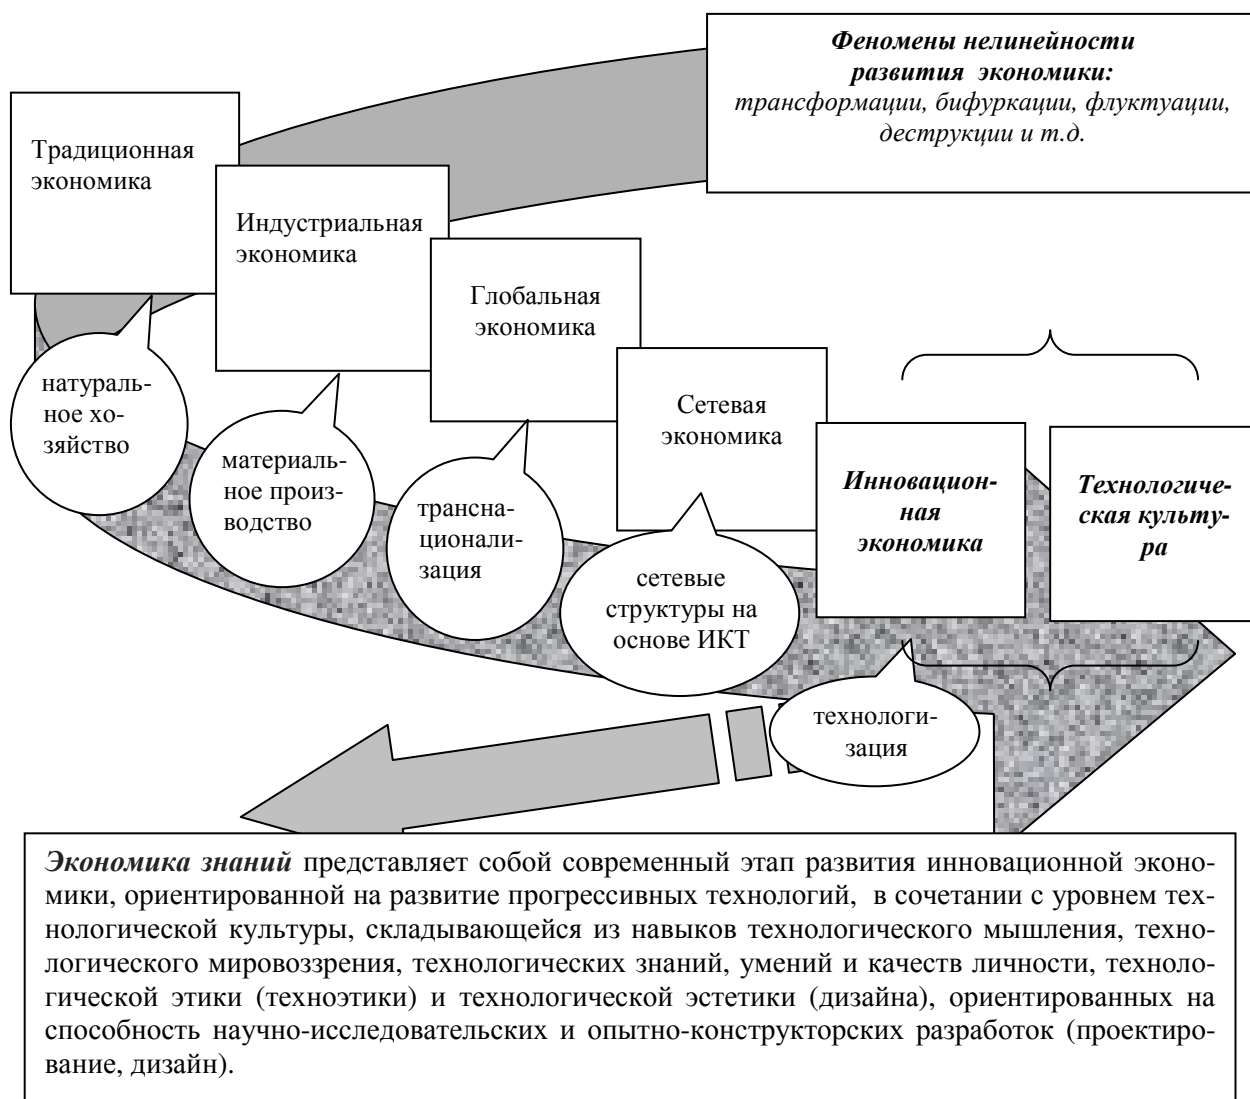 Феномены нелинейности
развития экономики:
трансформации, бифуркации, флуктуации,
деструкции и т.д.
Традиционная
экономика
Индустриальная
экономика
Глобальная
экономика
Сетевая
экономика
Инновацион-
ная
экономика
Технологиче-
ская культу-
ра
натураль-
ное хо-
зяйство
материаль-
ное произ-
водство
трансна-
ционали-
зация
сетевые
структуры на
основе ИКТ
технологи-
зация
Экономика знаний представляет собой современный этап развития инновационной эконо-
мики, ориентированной на развитие прогрессивных технологий, в сочетании с уровнем тех-
нологической культуры, складывающейся из навыков технологического мышления, техно-
логического мировоззрения, технологических знаний, умений и качеств личности, техноло-
гической этики (техноэтики) и технологической эстетики (дизайна), ориентированных на
способность научно-исследовательских и опытно-конструкторских разработок (проектиро-
вание, дизайн).